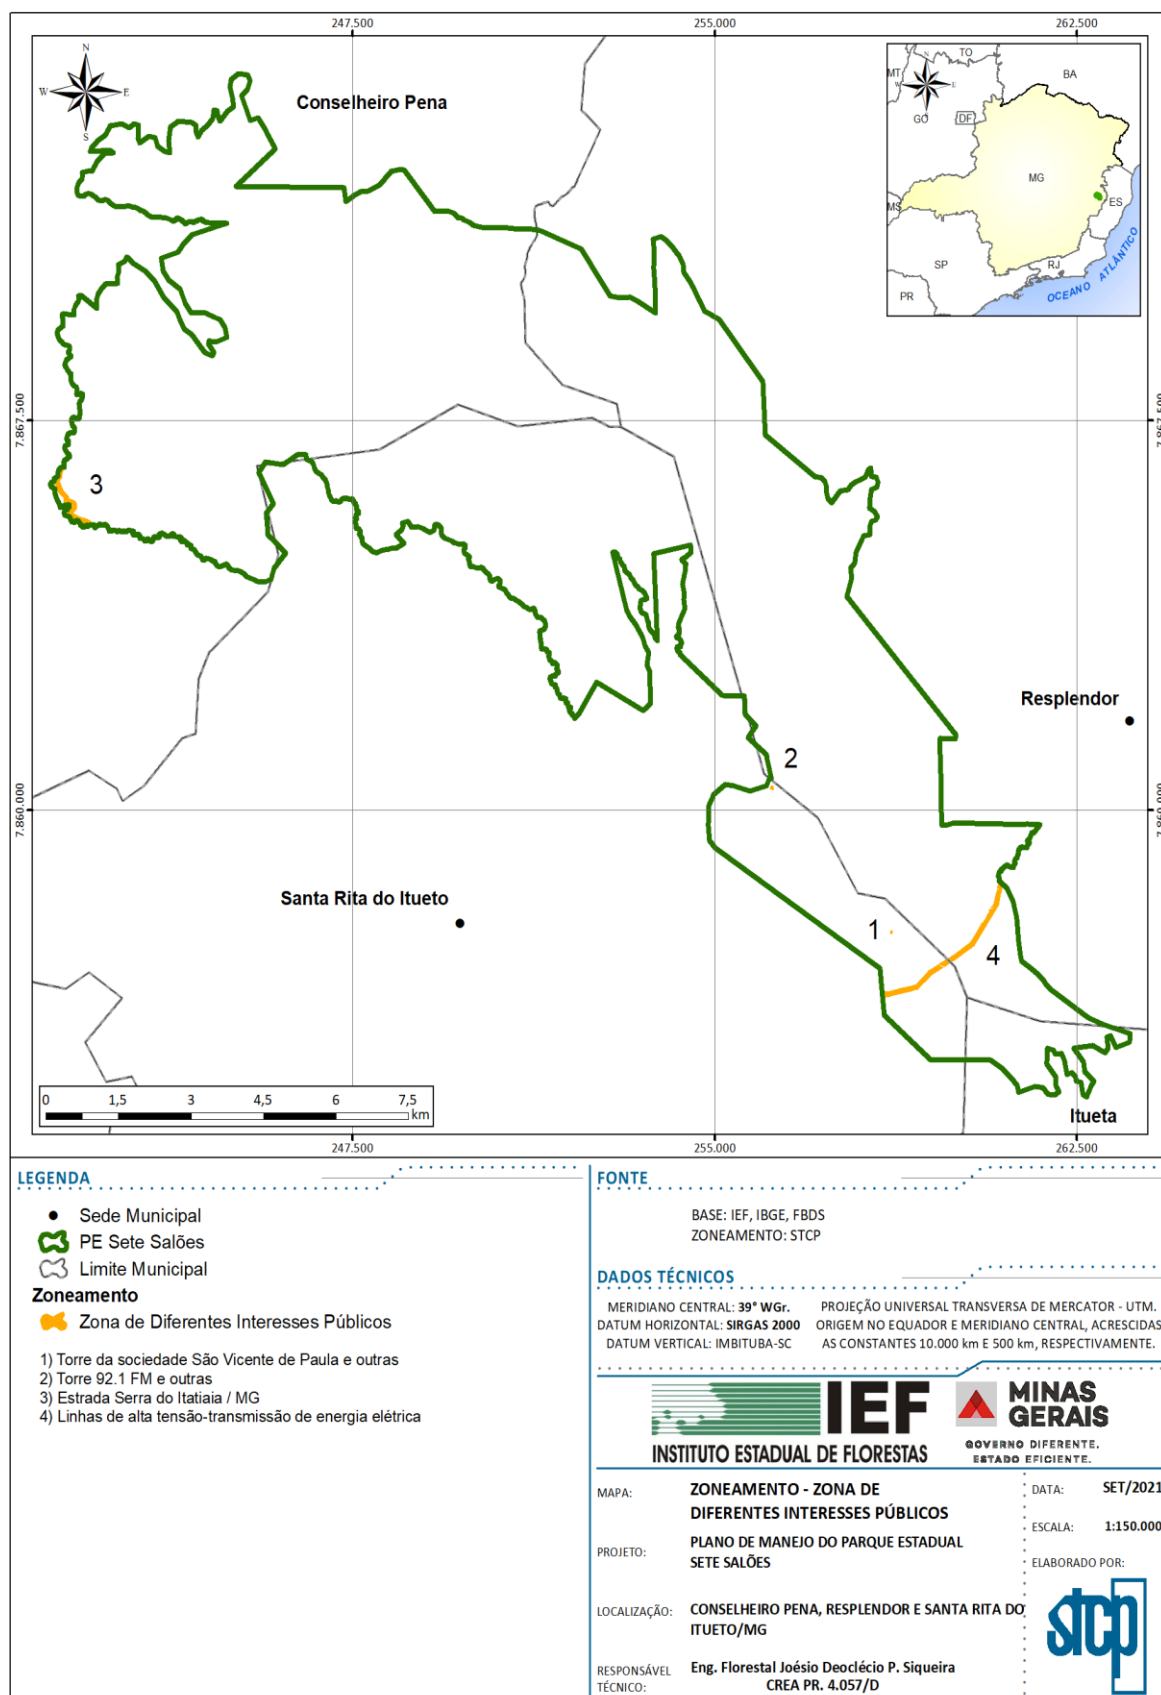 247.500
255.000
262.500
N
W
E
S
Conselheiro Pena
N
W
E
TO
BA
MT
GO
DF
MG
MS
ES
SP
RJ
PR
OCEANO ATLÂNTICO
7.867.500
7.867.500
3
Resplendor
2
7.860.000
7.860.000
Santa Rita do Itueto
1
4
0
1,5
3
4,5
6
7,5
km
Itueta
247.500
255.000
262.500
LEGENDA
Sede Municipal
PE Sete Salões
Limite Municipal
Zoneamento
Zona de Diferentes Interesses Públicos
1) Torre da sociedade São Vicente de Paula e outras
2) Torre 92.1 FM e outras
3) Estrada Serra do Itatiaia / MG
4) Linhas de alta tensão-transmissão de energia elétrica
FONTE
BASE: IEF, IBGE, FBDS
ZONEAMENTO: STCP
DADOS TÉCNICOS
MERIDIANO CENTRAL: 39° WGr.
DATUM HORIZONTAL: SIRGAS 2000
DATUM VERTICAL: IMBITUBA-SC
PROJEÇÃO UNIVERSAL TRANSVERSA DE MERCATOR - UTM.
ORIGEM NO EQUADOR E MERIDIANO CENTRAL, ACRESCIDAS
AS CONSTANTES 10.000 km E 500 km, RESPECTIVAMENTE.
IEF
INSTITUTO ESTADUAL DE FLORESTAS
MINAS
GERAIS
GOVERNO DIFERENTE.
ESTADO EFICIENTE.
MAPA:
ZONEAMENTO - ZONA DE
DIFERENTES INTERESSES PÚBLICOS
DATA: SET/2021
ESCALA: 1:150.000
PROJETO:
PLANO DE MANEJO DO PARQUE ESTADUAL
SETE SALÕES
ELABORADO POR:
stcp
LOCALIZAÇÃO:
CONSELHEIRO PENA, RESPLENDOR E SANTA RITA DO
ITUETO/MG
RESPONSÁVEL
TÉCNICO:
Eng. Florestal Joésio Deoclécio P. Siqueira
CREA PR. 4.057/D